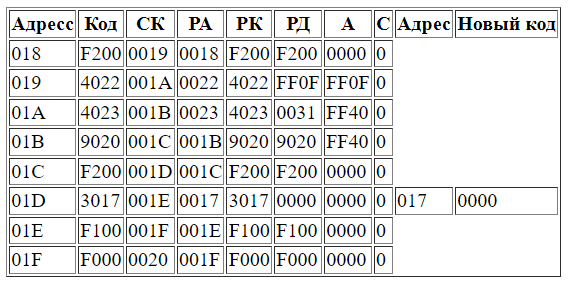 Адресс Код СК РА РК РД А С Адрес Новый код
018 F200 0019 0018 F200 F200 0000 0
019 4022 001A 0022 4022 FF0F FF0F 0
01A 4023 001B 0023 4023 0031 FF40 0
01B 9020 001C 001B 9020 9020 FF40 0
01C F200 001D 001C F200 F200 0000 0
01D 3017 001E 0017 3017 0000 0000 0 017 0000
01E F100 001F 001E F100 F100 0000 0
01F F000 0020 001F F000 F000 0000 0